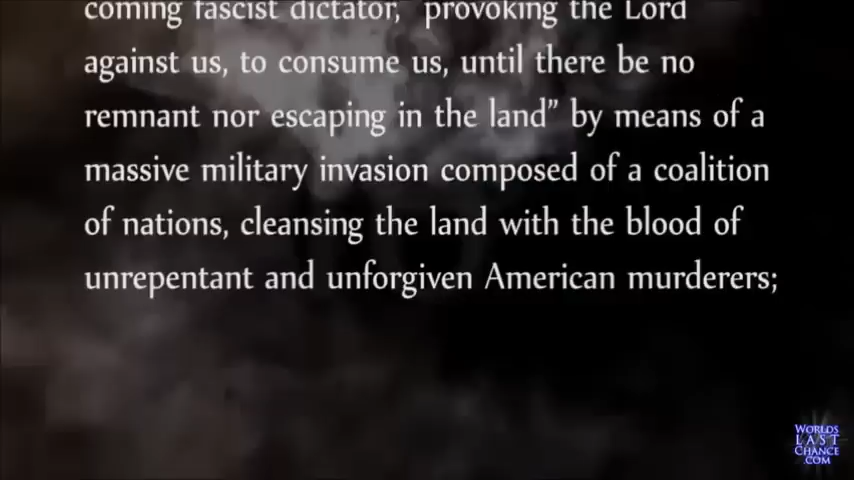 coming fascist dictator, "provoking the Lord
against us, to consume us, until there be no
remnant nor escaping in the land” by means of a
massive military invasion composed of a coalition
of nations, cleansing the land with the blood of
unrepentant and unforgiven American murderers;
WORLDS
LAST
CHANCE
.COM